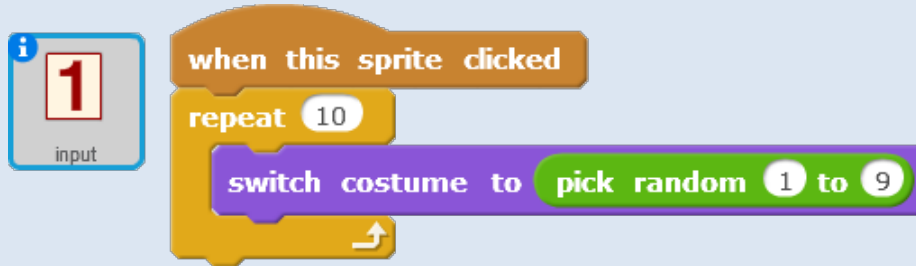 i
1
input
when this sprite clicked
repeat 10
switch costume to pick random 1 to 9